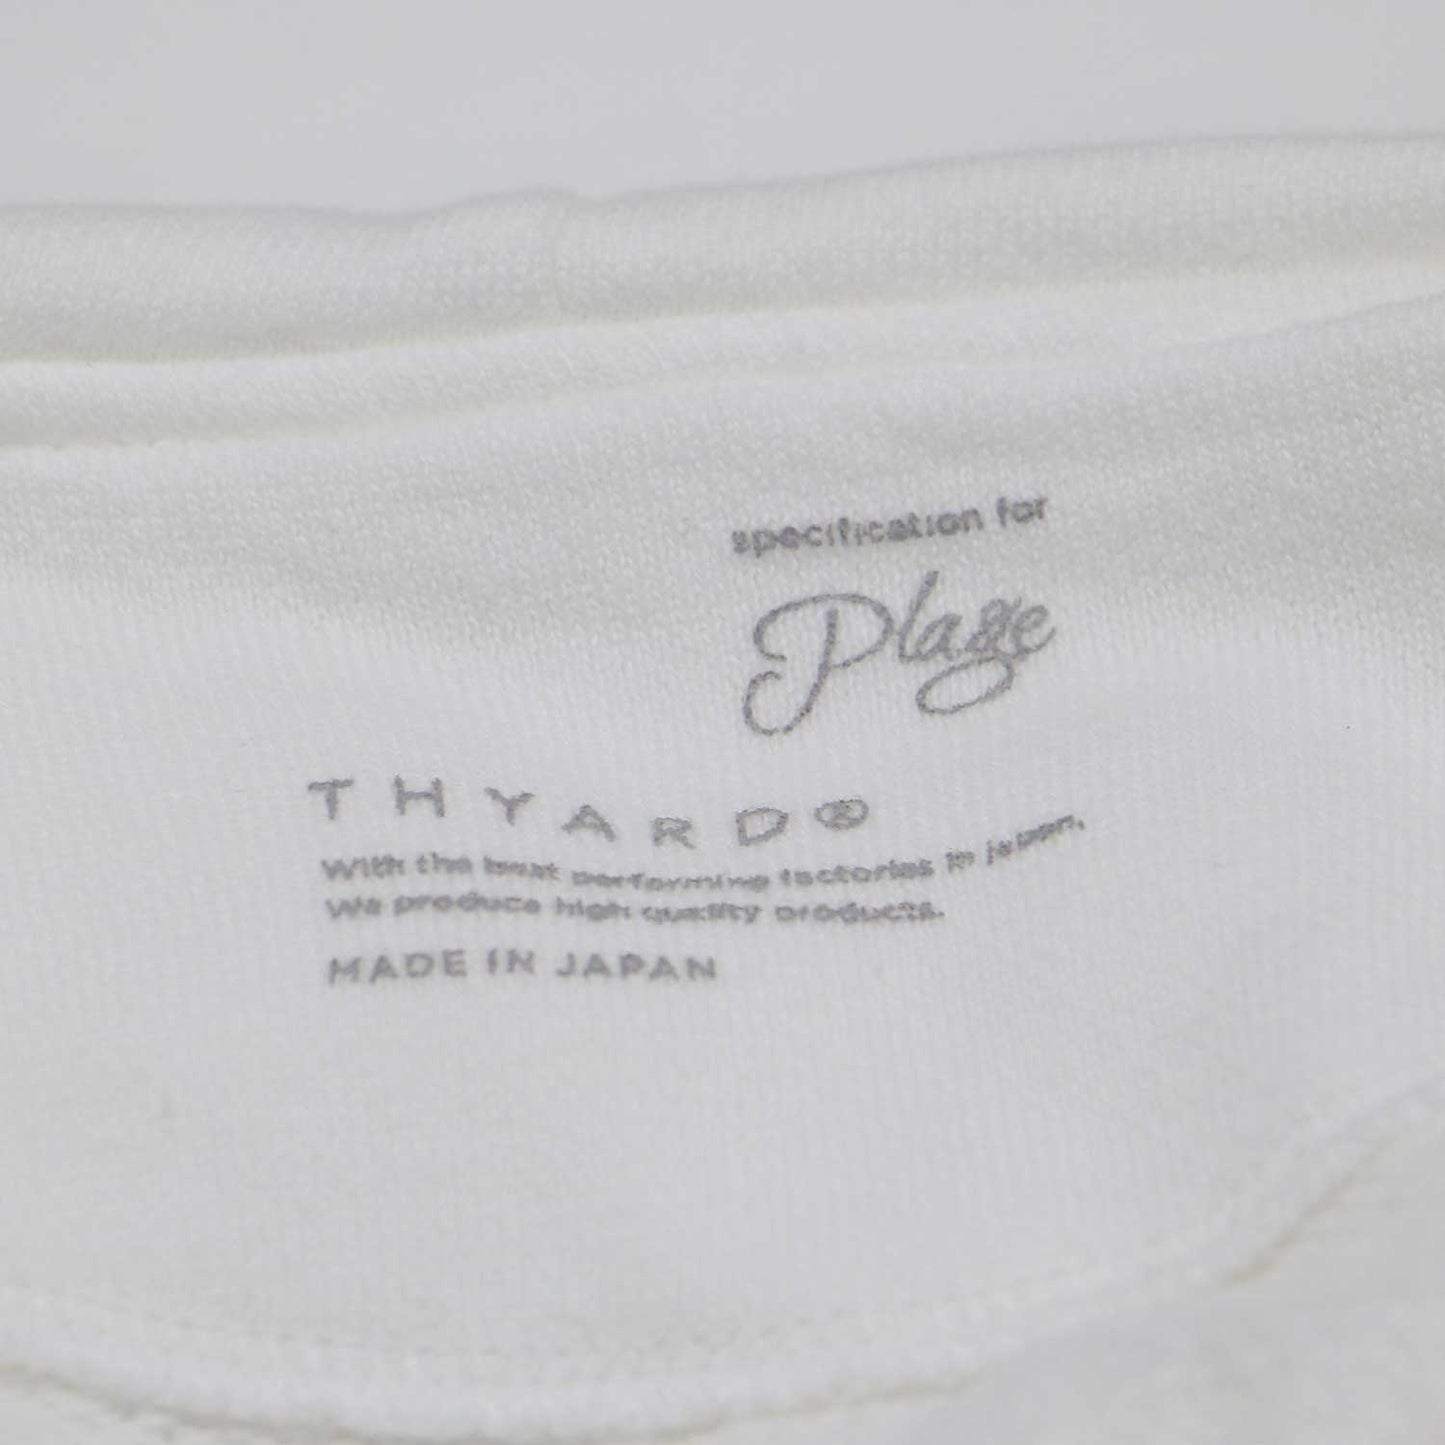 specification for
Plage
THYARD®
With the best performing factories in japan.
We produce high quality products.
MADE IN JAPAN